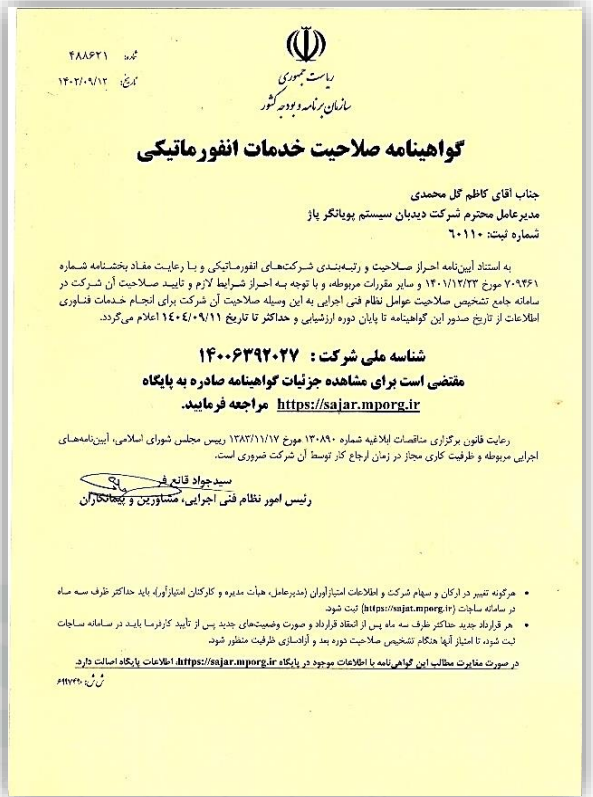 شماره: ۴۸۸۶۲۱
تاریخ: ۱۴۰۲/۰۹/۱۲
ریاست جمهوری
سازمان برنامه و بودجه کشور
گواهینامه صلاحیت خدمات انفورماتیکی
جناب آقای کاظم گل محمدی
مدیرعامل محترم شرکت دیدبان سیستم پویانگر پاژ
شماره ثبت: ۶۰۱۱۰
به استناد آیین‌نامه احراز صلاحیت و رتبه‌بندی شرکت‌های انفورماتیکی و با رعایت مفاد بخشنامه شماره
۷۰۹۴۶۱ مورخ ۱۴۰۱/۱۲/۲۳ و سایر مقررات مربوطه، و با توجه به احراز شرایط لازم و تایید صلاحیت آن شرکت در
سامانه جامع تشخیص صلاحیت عوامل نظام فنی اجرایی به این وسیله صلاحیت آن شرکت برای انجام خدمات فناوری
اطلاعات از تاریخ صدور این گواهینامه تا پایان دوره ارزشیابی و حداکثر تا تاریخ ۱۴۰۴/۰۹/۱۱ اعلام می‌گردد.
شناسه ملی شرکت : ۱۴۰۰۶۳۹۲۰۲۷
مقتضی است برای مشاهده جزئیات گواهینامه صادره به پایگاه
https://sajar.mporg.ir مراجعه فرمایید.
رعایت قانون برگزاری مناقصات ابلاغیه شماره ۱۳۰۸۹۰ مورخ ۱۳۸۳/۱۱/۱۷ رییس مجلس شورای اسلامی، آیین‌نامه‌های
اجرایی مربوطه و ظرفیت کاری مجاز در زمان ارجاع کار توسط آن شرکت ضروری است.
سیدجواد قانع فر
رئیس امور نظام فنی اجرایی، مشاورین و پیمانکاران
• هرگونه تغییر در ارکان و سهام شرکت و اطلاعات امتیازآوران (مدیرعامل، هیأت مدیره و کارکنان امتیازآور)، باید حداکثر ظرف سه ماه
در سامانه ساجات (https://sajat.mporg.ir) ثبت شود.
• هر قرارداد جدید حداکثر ظرف سه ماه پس از انعقاد قرارداد و صورت وضعیت‌های جدید پس از تأیید کارفرما باید در سامانه ساجات
ثبت شود، تا امتیاز آنها هنگام تشخیص صلاحیت دوره بعد و آزادسازی ظرفیت منظور شود.
در صورت مغایرت مطالب این گواهی‌نامه با اطلاعات موجود در پایگاه https://sajar.mporg.ir، اطلاعات پایگاه اصالت دارد.
ش ش: ۶۹۹۷۴۹۰